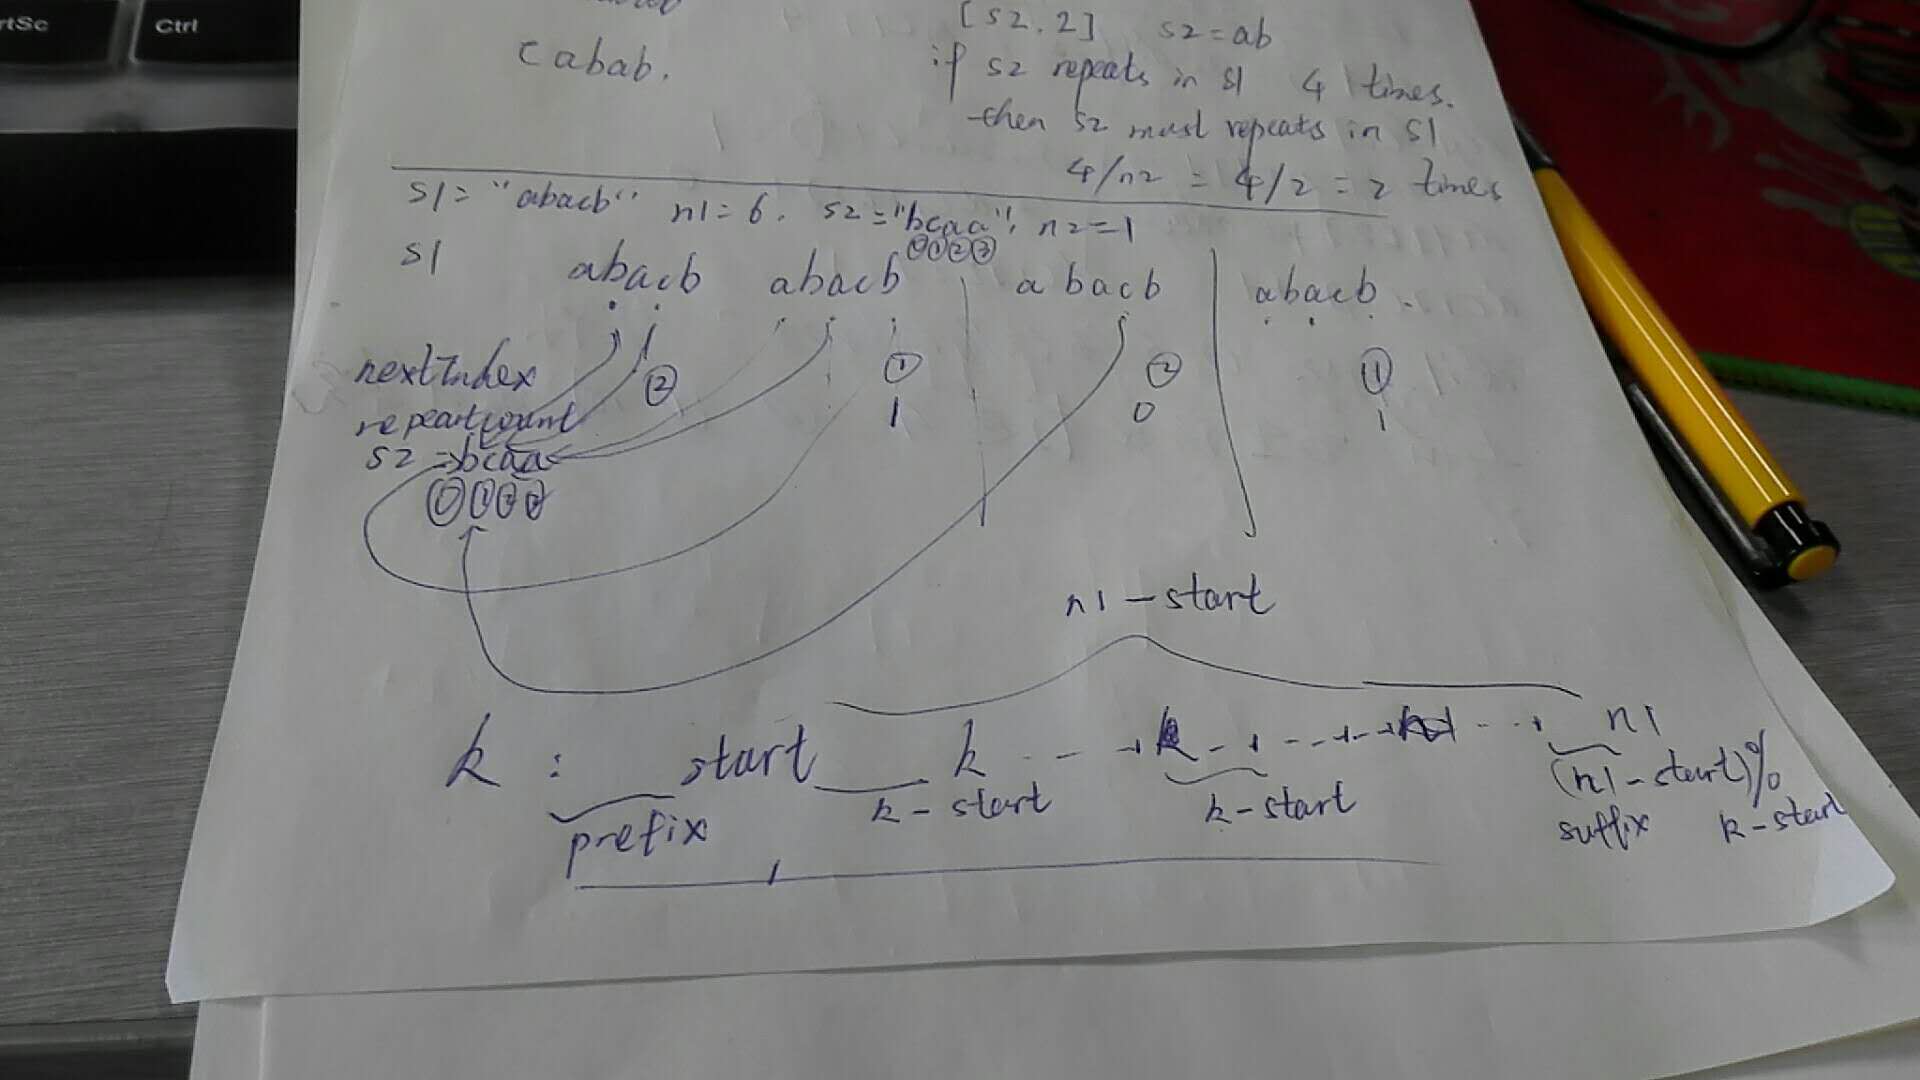 rtSc
Ctrl
[s2, 2] s2 = ab
cabab.
if s2 repeats in s1 4 times.
then s2 must repeats in s1
4/n2 = 4/2 = 2 times
s1 = "abacb" n1 = 6. s2 = "bcaa", n2 = 1
⓪①②③
s1 abacb abacb abacb abacb.
nextIndex ② ① ② ①
repeartcount 1 0 1
s2 = bcaa
⓪①②③
n1 - start
k : start k n1
prefix k - start k - start (n1 - start)%
suffix k - start